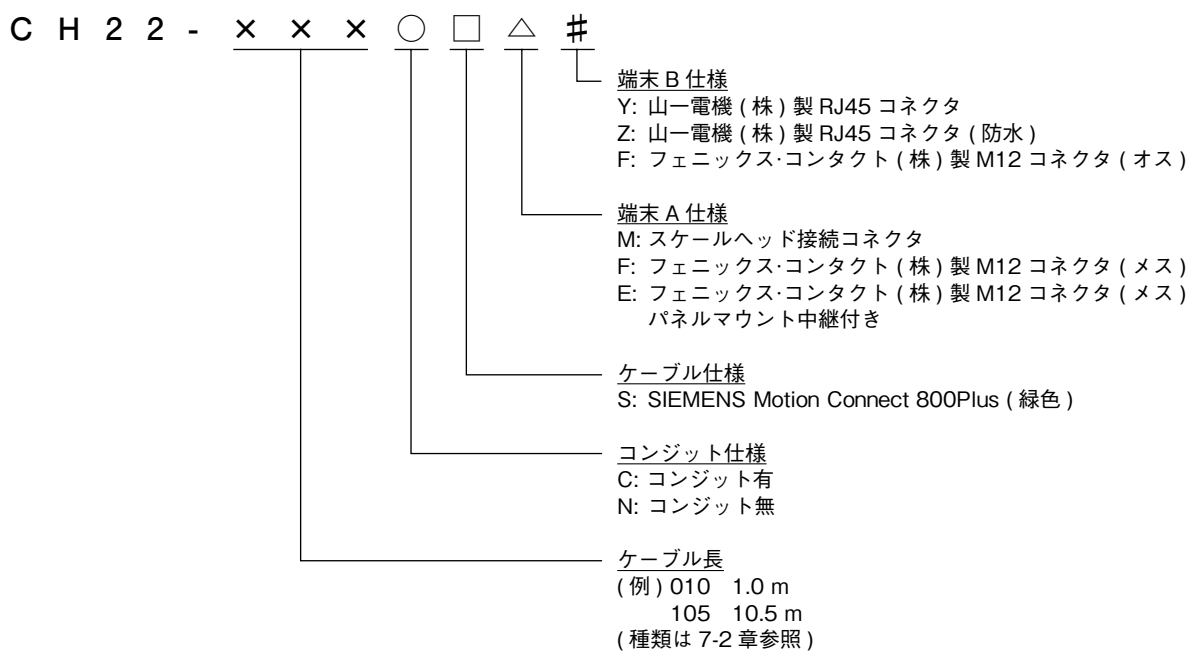 CH22-×××○□△#
端末 B 仕様
Y: 山一電機 ( 株 ) 製 RJ45 コネクタ
Z: 山一電機 ( 株 ) 製 RJ45 コネクタ ( 防水 )
F: フェニックス·コンタクト ( 株 ) 製 M12 コネクタ ( オス )
端末 A 仕様
M: スケールヘッド接続コネクタ
F: フェニックス·コンタクト ( 株 ) 製 M12 コネクタ ( メス )
E: フェニックス·コンタクト ( 株 ) 製 M12 コネクタ ( メス )
パネルマウント中継付き
ケーブル仕様
S: SIEMENS Motion Connect 800Plus ( 緑色 )
コンジット仕様
C: コンジット有
N: コンジット無
ケーブル長
( 例 ) 010 1.0 m
105 10.5 m
( 種類は 7-2 章参照 )